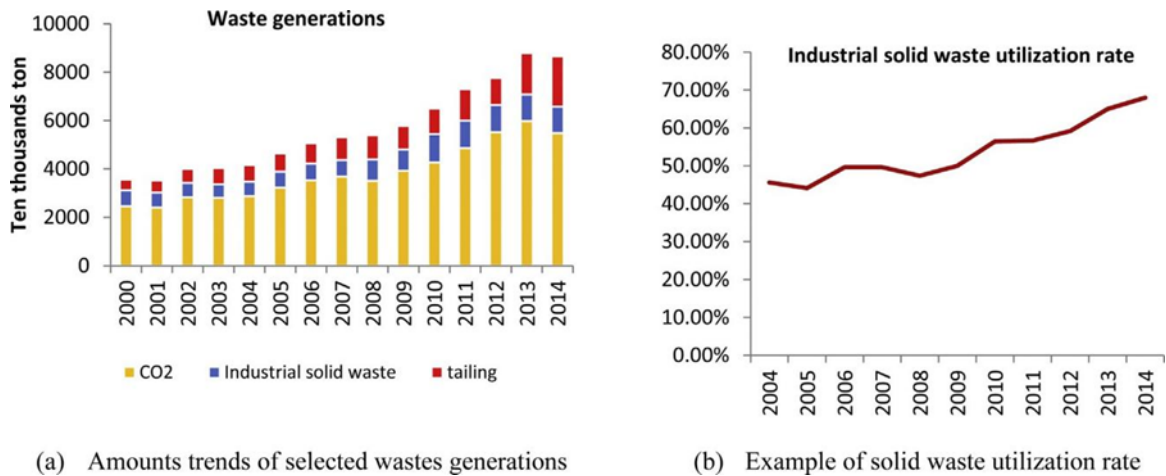 Waste generations
Ten thousands ton
10000
8000
6000
4000
2000
0
2000 2001 2002 2003 2004 2005 2006 2007 2008 2009 2010 2011 2012 2013 2014
CO2 Industrial solid waste tailing
(a) Amounts trends of selected wastes generations
Industrial solid waste utilization rate
80.00%
70.00%
60.00%
50.00%
40.00%
30.00%
20.00%
10.00%
0.00%
2004 2005 2006 2007 2008 2009 2010 2011 2012 2013 2014
(b) Example of solid waste utilization rate